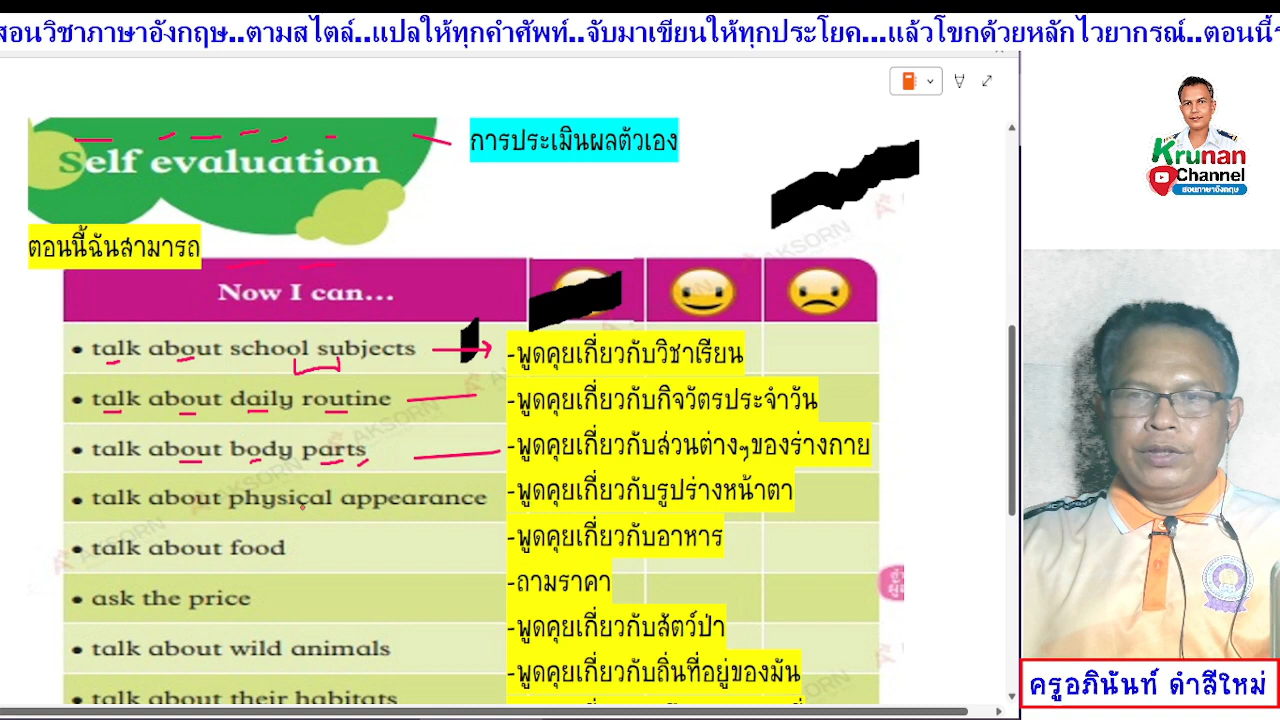 สอนวิชาภาษาอังกฤษ..ตามสไตล์..แปลให้ทุกคำศัพท์..จับมาเขียนให้ทุกประโยค...แล้วโขกด้วยหลักไวยากรณ์..ตอนนี้
Krunan
Channel
สอนภาษาอังกฤษ
Self evaluation
การประเมินผลตัวเอง
ตอนนี้ฉันสามารถ
AKSORN
Now I can...
• talk about school subjects
-พูดคุยเกี่ยวกับวิชาเรียน
• talk about daily routine
-พูดคุยเกี่ยวกับกิจวัตรประจำวัน
• talk about body parts
-พูดคุยเกี่ยวกับส่วนต่างๆของร่างกาย
• talk about physical appearance
-พูดคุยเกี่ยวกับรูปร่างหน้าตา
• talk about food
-พูดคุยเกี่ยวกับอาหาร
• ask the price
-ถามราคา
• talk about wild animals
-พูดคุยเกี่ยวกับสัตว์ป่า
• talk about their habitats
-พูดคุยเกี่ยวกับถิ่นที่อยู่ของมัน
ครูอภินันท์ ดำสีใหม่